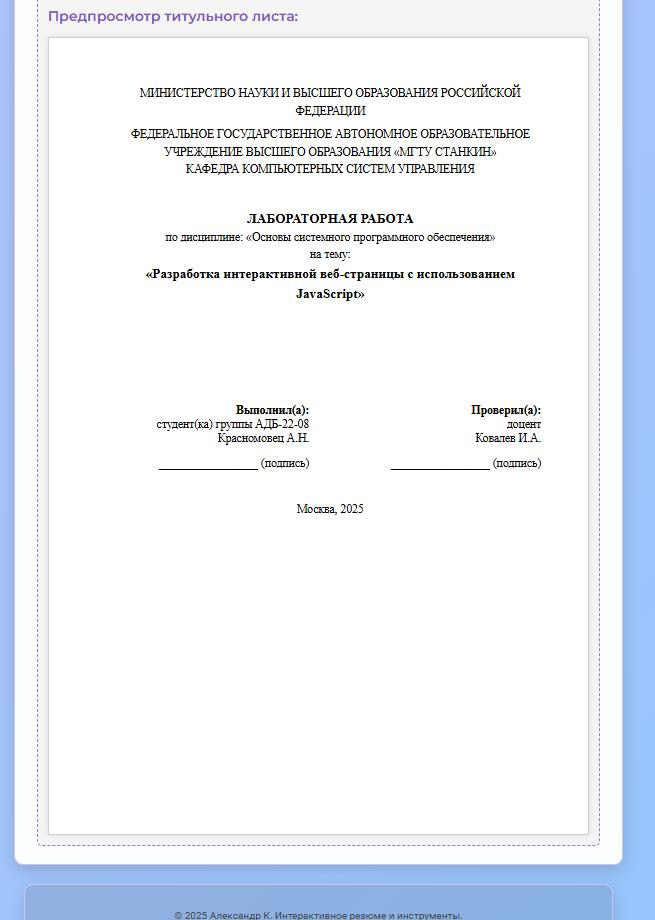 Предпросмотр титульного листа:
МИНИСТЕРСТВО НАУКИ И ВЫСШЕГО ОБРАЗОВАНИЯ РОССИЙСКОЙ
ФЕДЕРАЦИИ
ФЕДЕРАЛЬНОЕ ГОСУДАРСТВЕННОЕ АВТОНОМНОЕ ОБРАЗОВАТЕЛЬНОЕ
УЧРЕЖДЕНИЕ ВЫСШЕГО ОБРАЗОВАНИЯ «МГТУ СТАНКИН»
КАФЕДРА КОМПЬЮТЕРНЫХ СИСТЕМ УПРАВЛЕНИЯ
ЛАБОРАТОРНАЯ РАБОТА
по дисциплине: «Основы системного программного обеспечения»
на тему:
«Разработка интерактивной веб-страницы с использованием
JavaScript»
Выполнил(а):
студент(ка) группы АДБ-22-08
Красномовец А.Н.
__________________ (подпись)
Проверил(а):
доцент
Ковалев И.А.
__________________ (подпись)
Москва, 2025
© 2025 Александр К. Интерактивное резюме и инструменты.